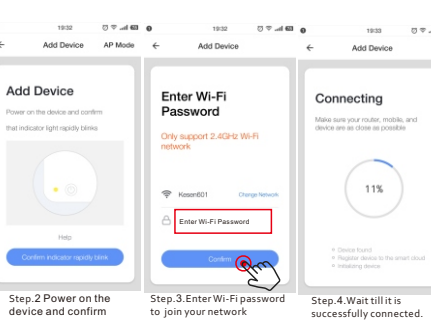 19:32
Add Device AP Mode
Add Device
Power on the device and confirm
that indicator light rapidly blinks
Help
Confirm indicator rapidly blink
Step.2 Power on the
device and confirm
19:32
Add Device
Enter Wi-Fi
Password
Only support 2.4GHz Wi-Fi
network
Kesen601 Change Network
Enter Wi-Fi Password
Confirm
Step.3.Enter Wi-Fi password
to join your network
19:33
Add Device
Connecting
Make sure your router, mobile, and
device are as close as possible
11%
Device found
Register device to the smart cloud
Initializing device
Step.4.Wait till it is
successfully connected.